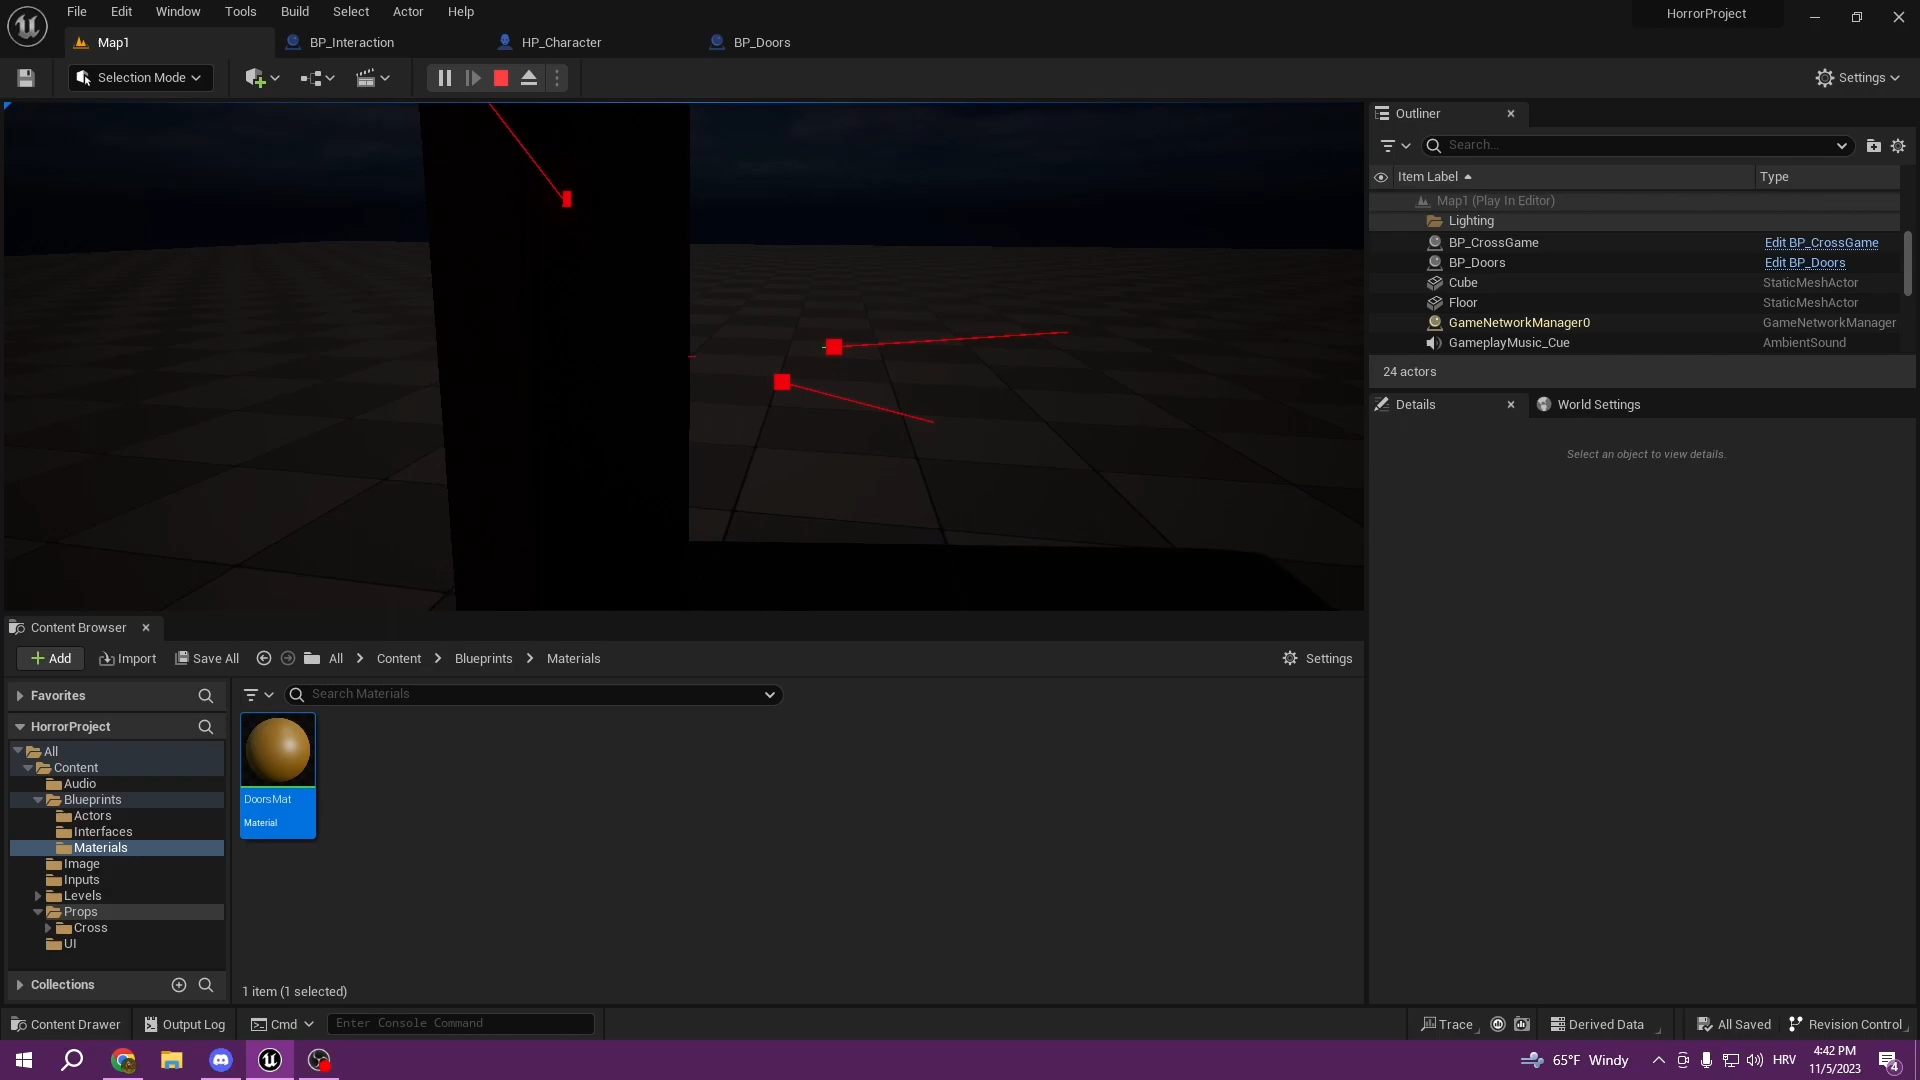 File Edit Window Tools Build Select Actor Help
HorrorProject
Map1
BP_Interaction
HP_Character
BP_Doors
Selection Mode
Settings
Outliner
Search...
Item Label
Type
Map1 (Play In Editor)
Lighting
BP_CrossGame Edit BP_CrossGame
BP_Doors Edit BP_Doors
Cube StaticMeshActor
Floor StaticMeshActor
GameNetworkManager0 GameNetworkManager
GameplayMusic_Cue AmbientSound
24 actors
Details
World Settings
Select an object to view details.
Content Browser
Add Import Save All All Content Blueprints Materials Settings
Favorites
Search Materials
HorrorProject
All
Content
Audio
Blueprints
Actors
Interfaces
Materials
Image
Inputs
Levels
Props
Cross
UI
Collections
DoorsMat
Material
1 item (1 selected)
Content Drawer Output Log Cmd Enter Console Command Trace Derived Data All Saved Revision Control
65°F Windy HRV
4:42 PM
11/5/2023
4